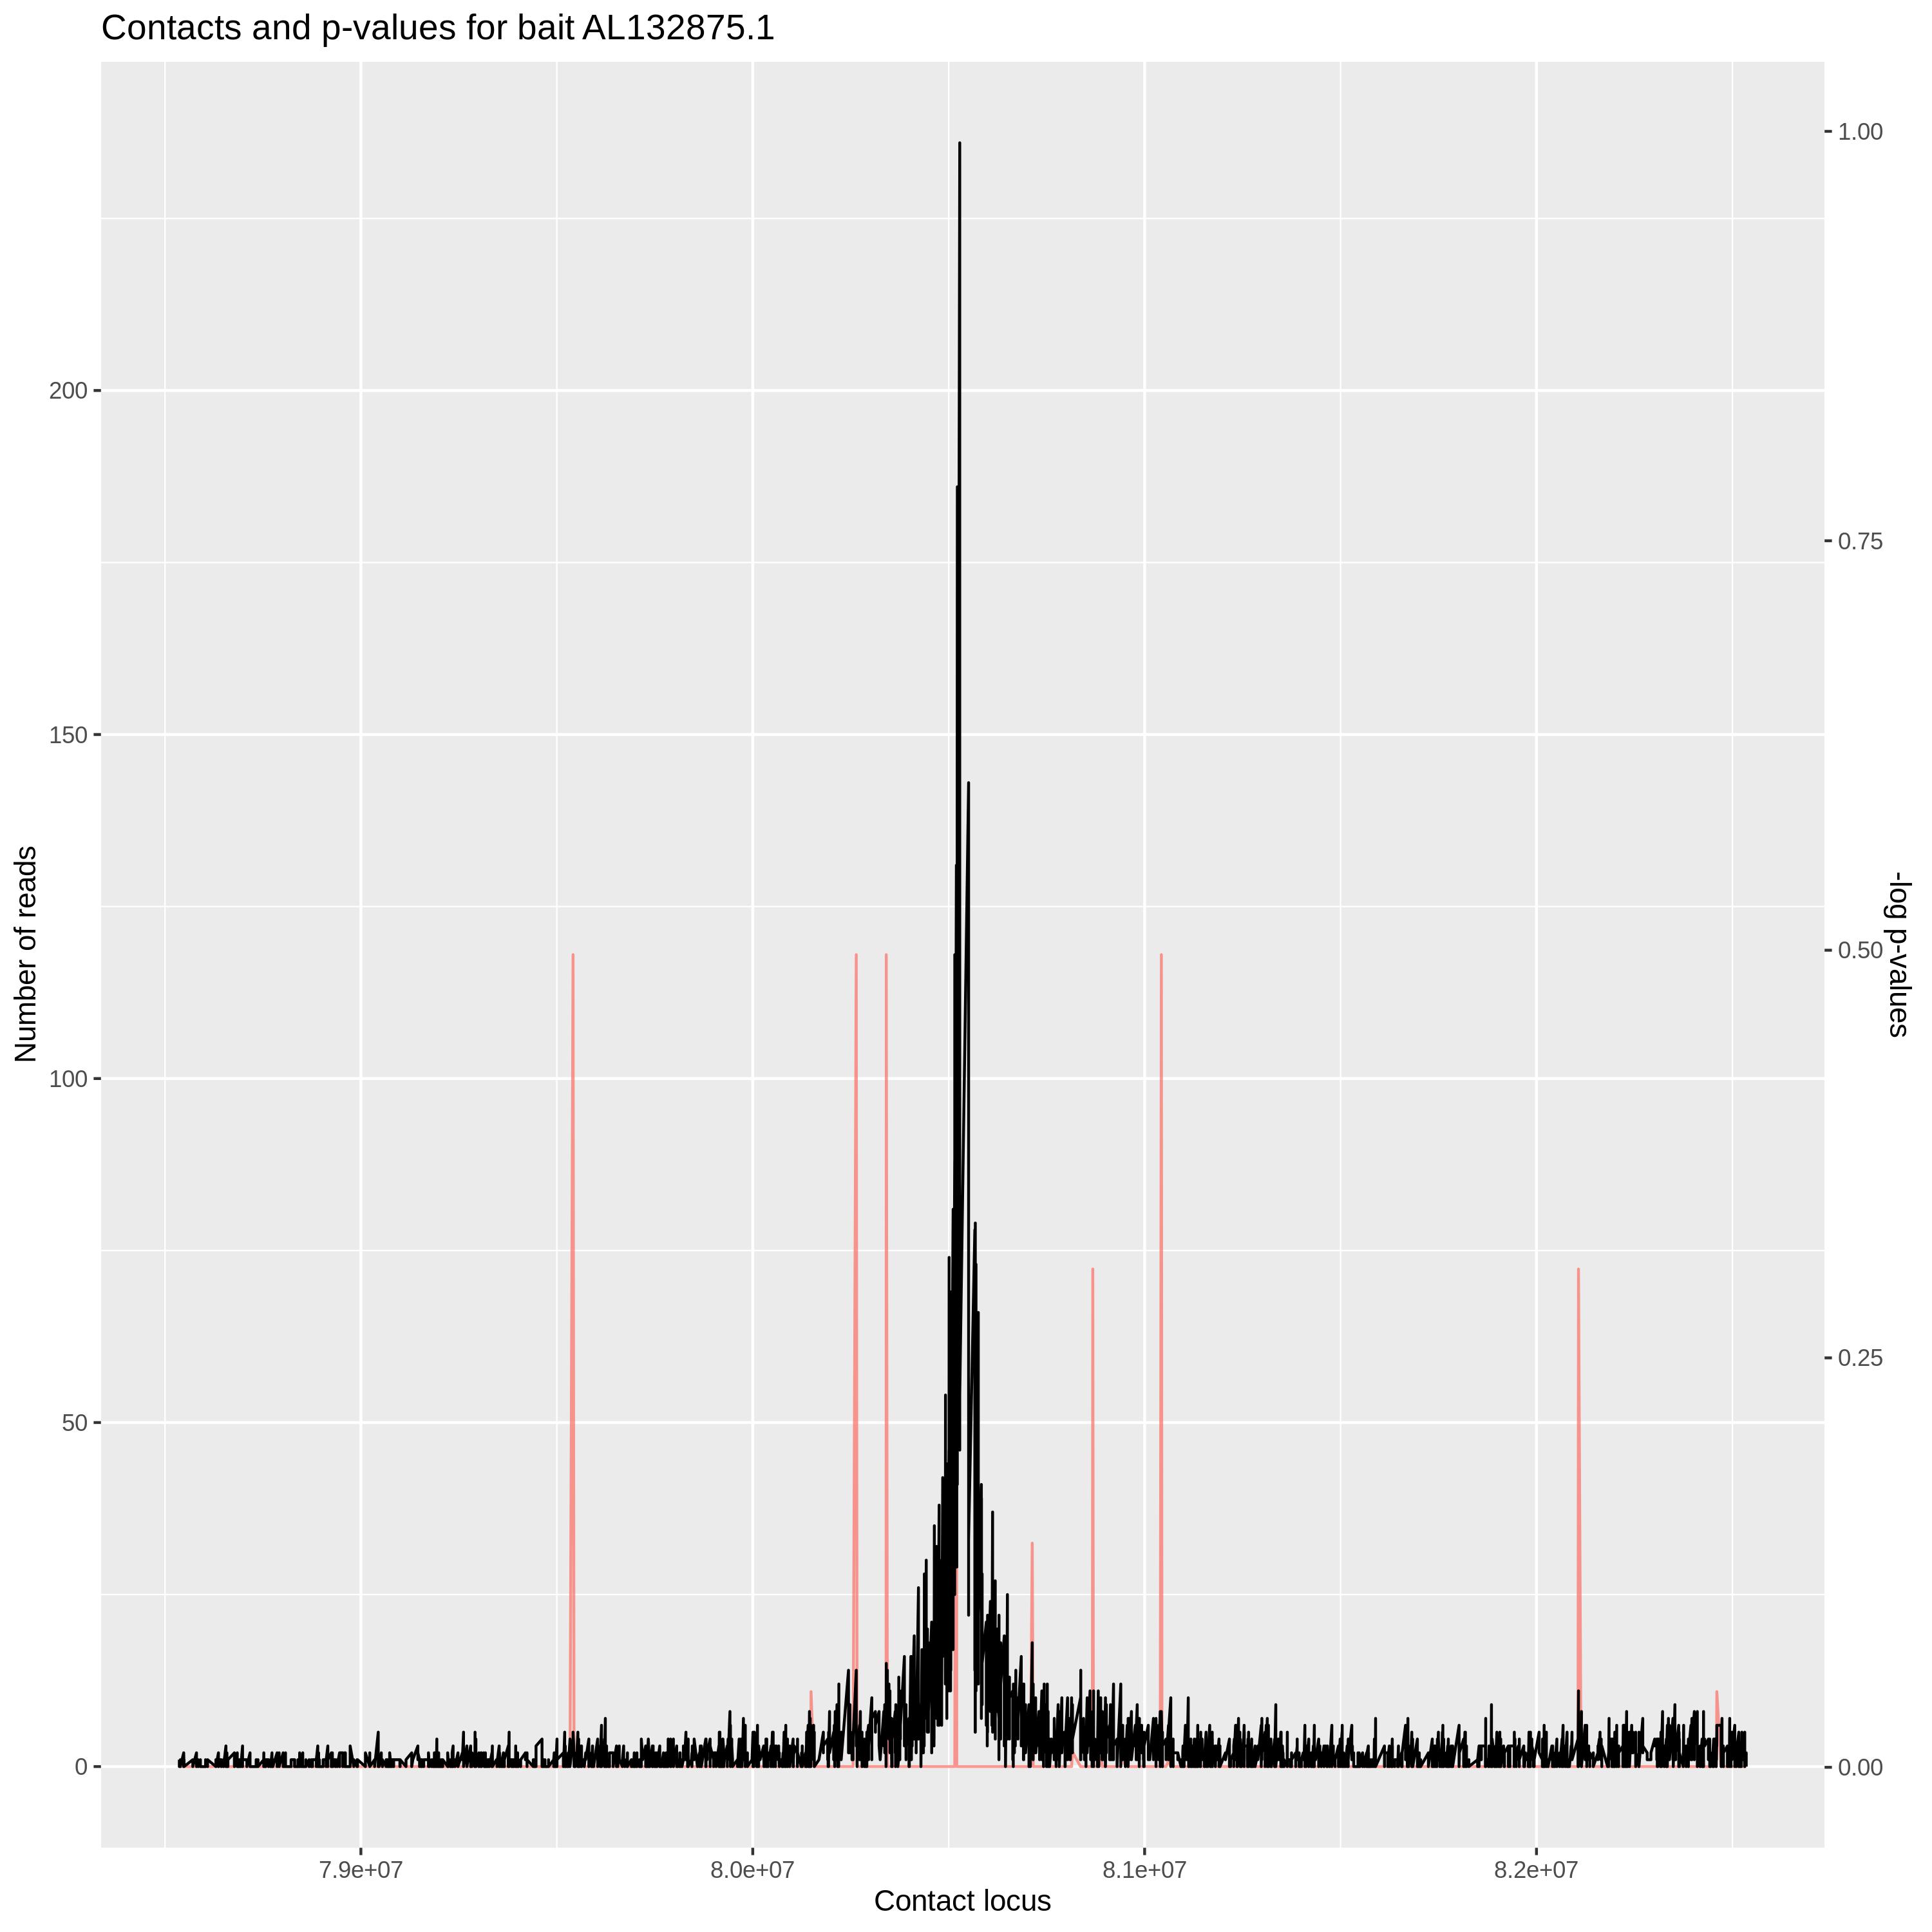 Contacts and p-values for bait AL132875.1
1.00
200
0.75
150
Number of reads
-log p-values
0.50
100
0.25
50
0
0.00
7.9e+07
8.0e+07
8.1e+07
8.2e+07
Contact locus